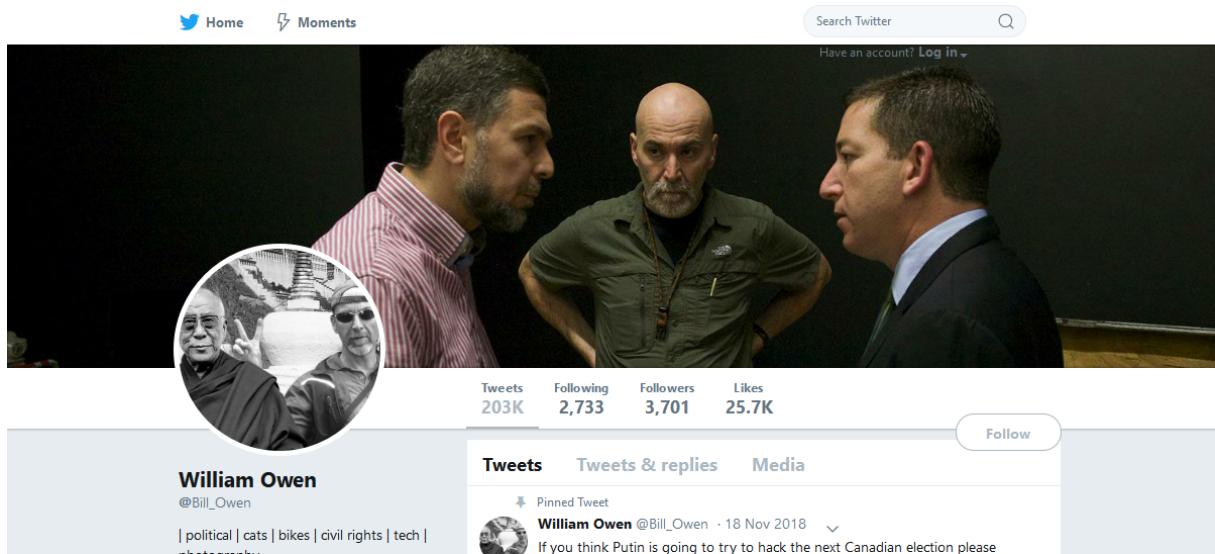 Home Moments Search Twitter
Have an account? Log in
Tweets Following Followers Likes
203K 2,733 3,701 25.7K
Follow
William Owen
@Bill_Owen
| political | cats | bikes | civil rights | tech |
photography
Tweets Tweets & replies Media
Pinned Tweet
William Owen @Bill_Owen · 18 Nov 2018
If you think Putin is going to try to hack the next Canadian election please